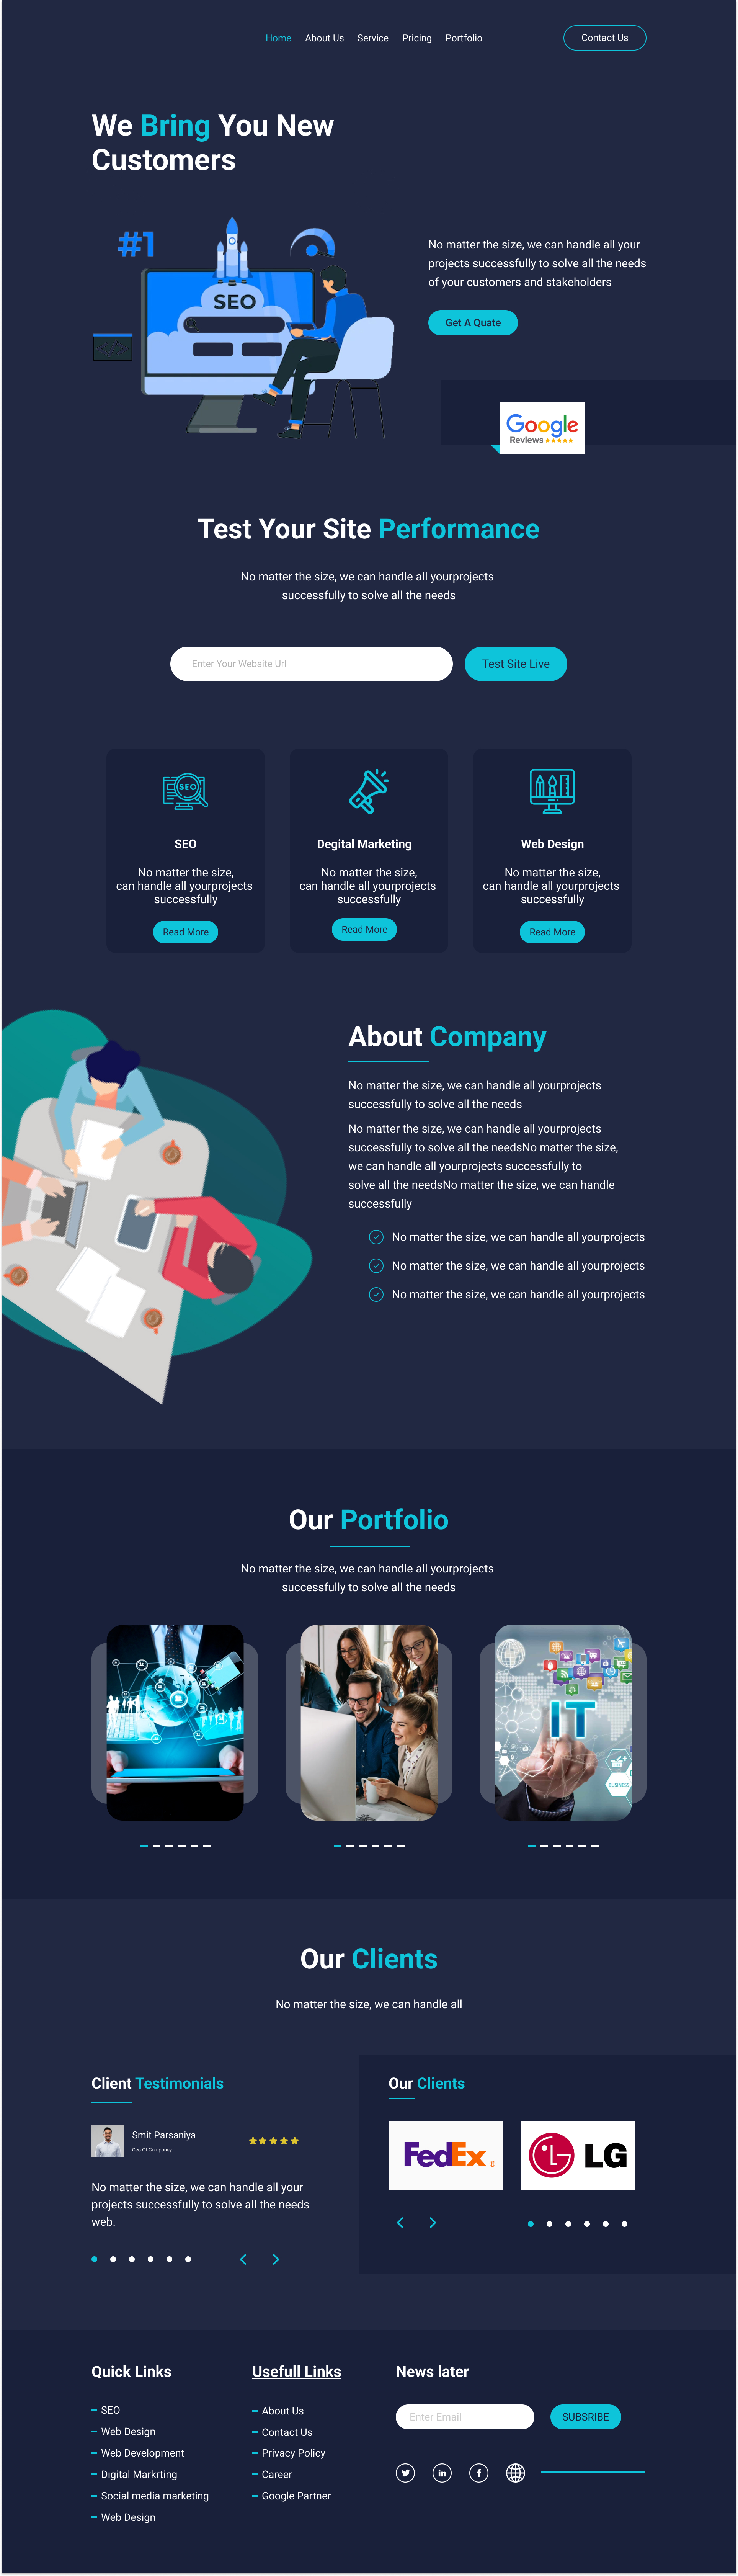 Home About Us Service Pricing Portfolio Contact Us
We Bring You New
Customers
#1
SEO
No matter the size, we can handle all your
projects successfully to solve all the needs
of your customers and stakeholders
Get A Quate
Google
Reviews
Test Your Site Performance
No matter the size, we can handle all yourprojects
successfully to solve all the needs
Enter Your Website Url
Test Site Live
SEO
SEO
No matter the size,
can handle all yourprojects
successfully
Read More
Degital Marketing
No matter the size,
can handle all yourprojects
successfully
Read More
Web Design
No matter the size,
can handle all yourprojects
successfully
Read More
About Company
No matter the size, we can handle all yourprojects
successfully to solve all the needs
No matter the size, we can handle all yourprojects
successfully to solve all the needsNo matter the size,
we can handle all yourprojects successfully to
solve all the needsNo matter the size, we can handle
successfully
No matter the size, we can handle all yourprojects
No matter the size, we can handle all yourprojects
No matter the size, we can handle all yourprojects
Our Portfolio
No matter the size, we can handle all yourprojects
successfully to solve all the needs
IT
BUSINESS
Our Clients
No matter the size, we can handle all
Client Testimonials
Smit Parsaniya
Ceo Of Componey
No matter the size, we can handle all your
projects successfully to solve all the needs
web.
Our Clients
FedEx®
LG LG
Quick Links
SEO
Web Design
Web Development
Digital Markrting
Social media marketing
Web Design
Usefull Links
About Us
Contact Us
Privacy Policy
Career
Google Partner
News later
Enter Email
SUBSRIBE
in
f